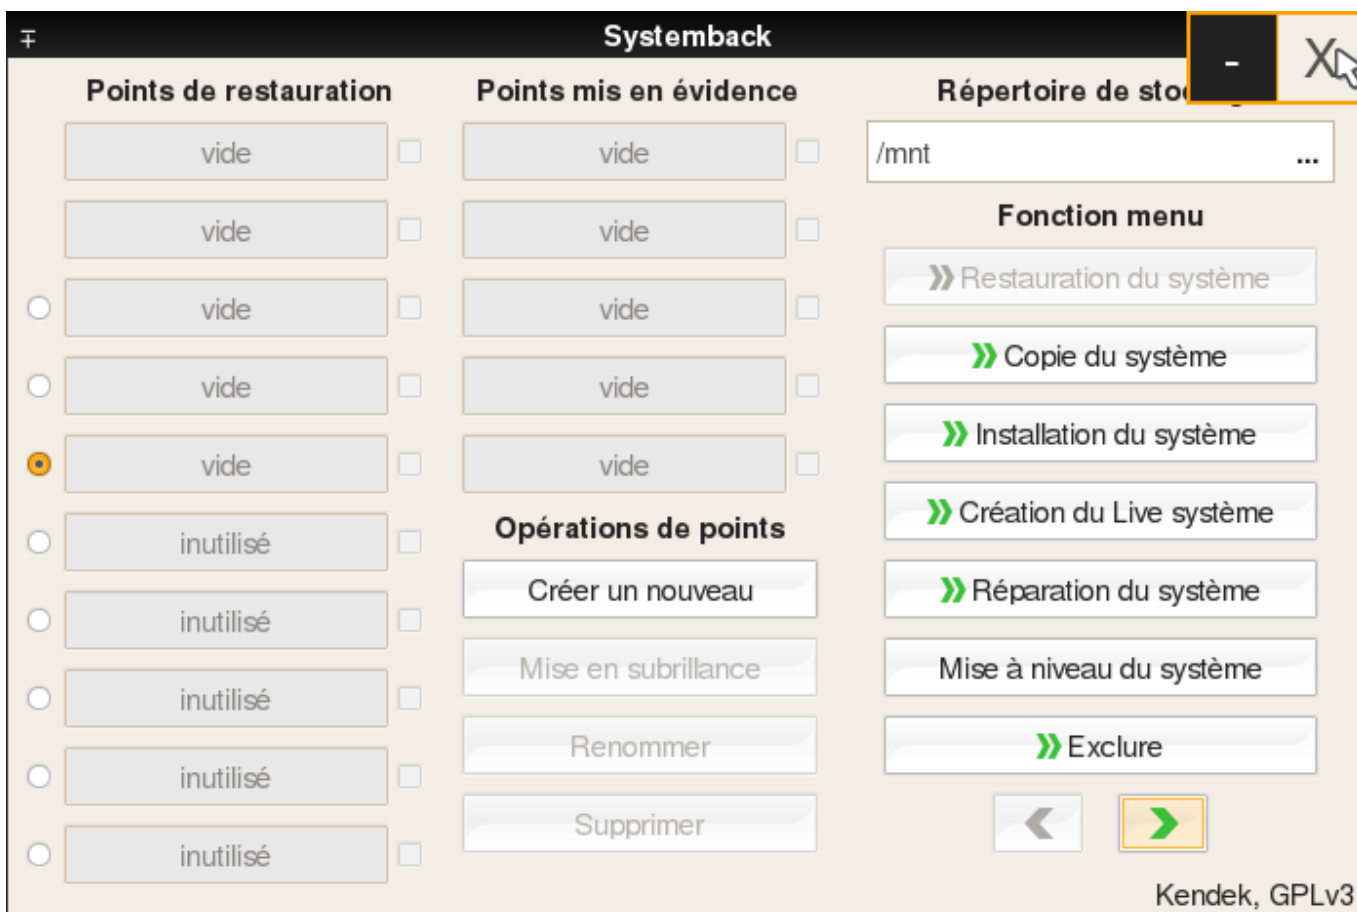 Systemback
- X
Points de restauration
vide
vide
vide
vide
vide
inutilisé
inutilisé
inutilisé
inutilisé
inutilisé
Points mis en évidence
vide
vide
vide
vide
vide
Opérations de points
Créer un nouveau
Mise en subrillance
Renommer
Supprimer
Répertoire de
/mnt ...
Fonction menu
Restauration du système
Copie du système
Installation du système
Création du Live système
Réparation du système
Mise à niveau du système
Exclure
Kendek, GPLv3